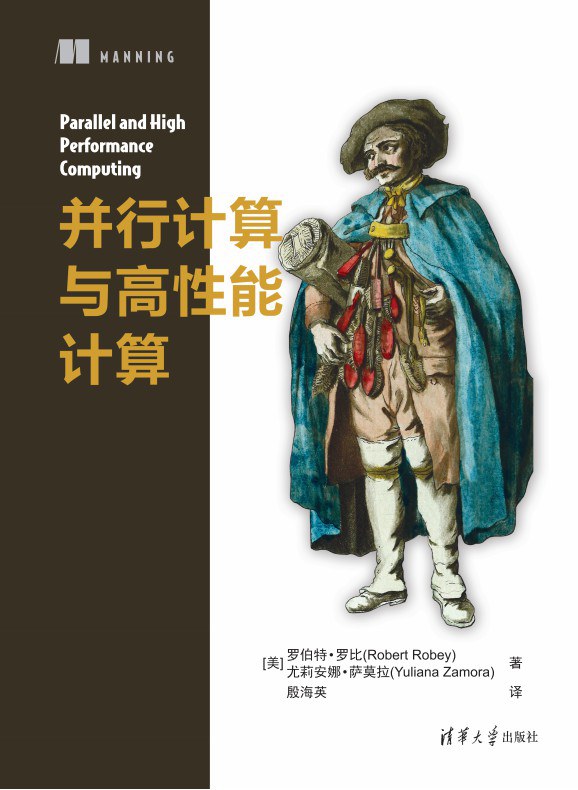 MANNING
Parallel and High
Performance
Computing
并行计算
与高性能
计算
[美] 罗伯特•罗比(Robert Robey) 著
尤莉安娜•萨莫拉(Yuliana Zamora)
殷海英 译
清华大学出版社